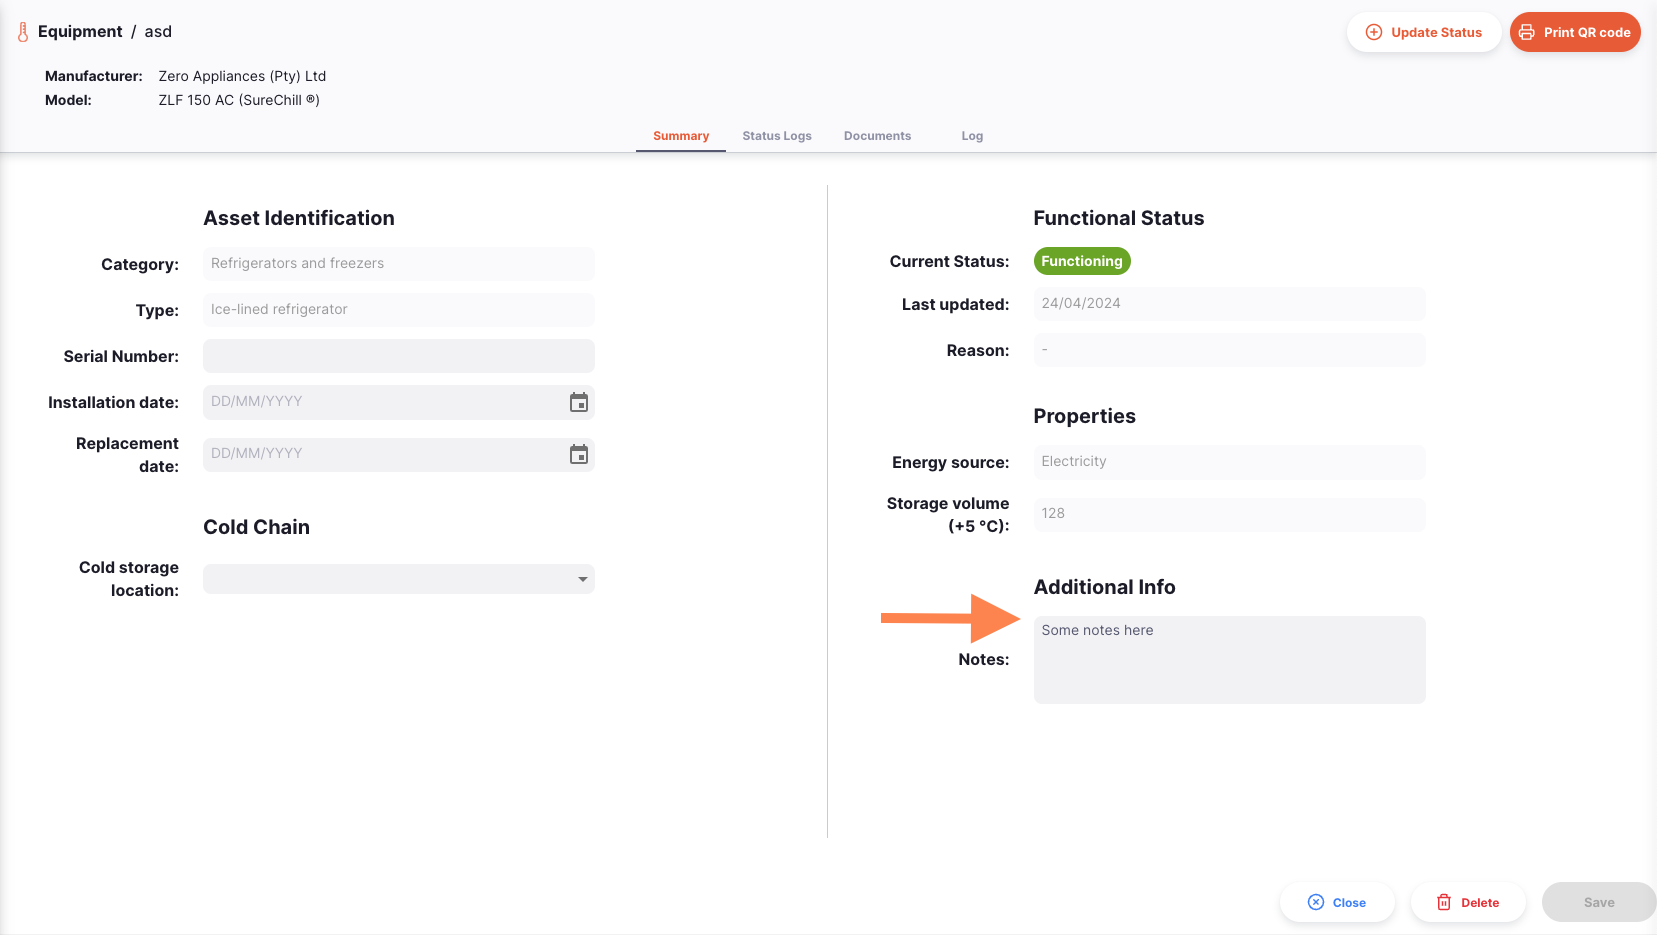 Equipment / asd
Update Status
Print QR code
Manufacturer: Zero Appliances (Pty) Ltd
Model: ZLF 150 AC (SureChill ®)
Summary
Status Logs
Documents
Log
Asset Identification
Category: Refrigerators and freezers
Type: Ice-lined refrigerator
Serial Number:
Installation date: DD/MM/YYYY
Replacement
date: DD/MM/YYYY
Cold Chain
Cold storage
location:
Functional Status
Current Status: Functioning
Last updated: 24/04/2024
Reason: -
Properties
Energy source: Electricity
Storage volume
(+5 °C): 128
Additional Info
Some notes here
Notes:
Close
Delete
Save